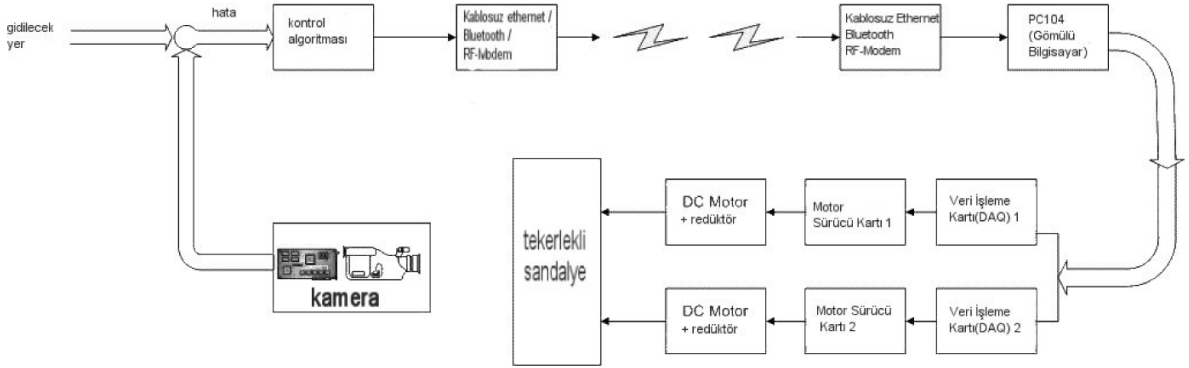 gidilecek
yer
hata
kontrol
algoritması
Kablosuz ethernet /
Bluetooth /
RF-Modem
Kablosuz Ethernet
Bluetooth
RF-Modem
PC104
(Gömülü
Bilgisayar)
tekerlekli
sandalye
DC Motor
+ redüktör
Motor
Sürücü Kartı 1
Veri İşleme
Kartı(DAQ) 1
kamera
DC Motor
+ redüktör
Motor Sürücü
Kartı 2
Veri İşleme
Kartı(DAQ) 2